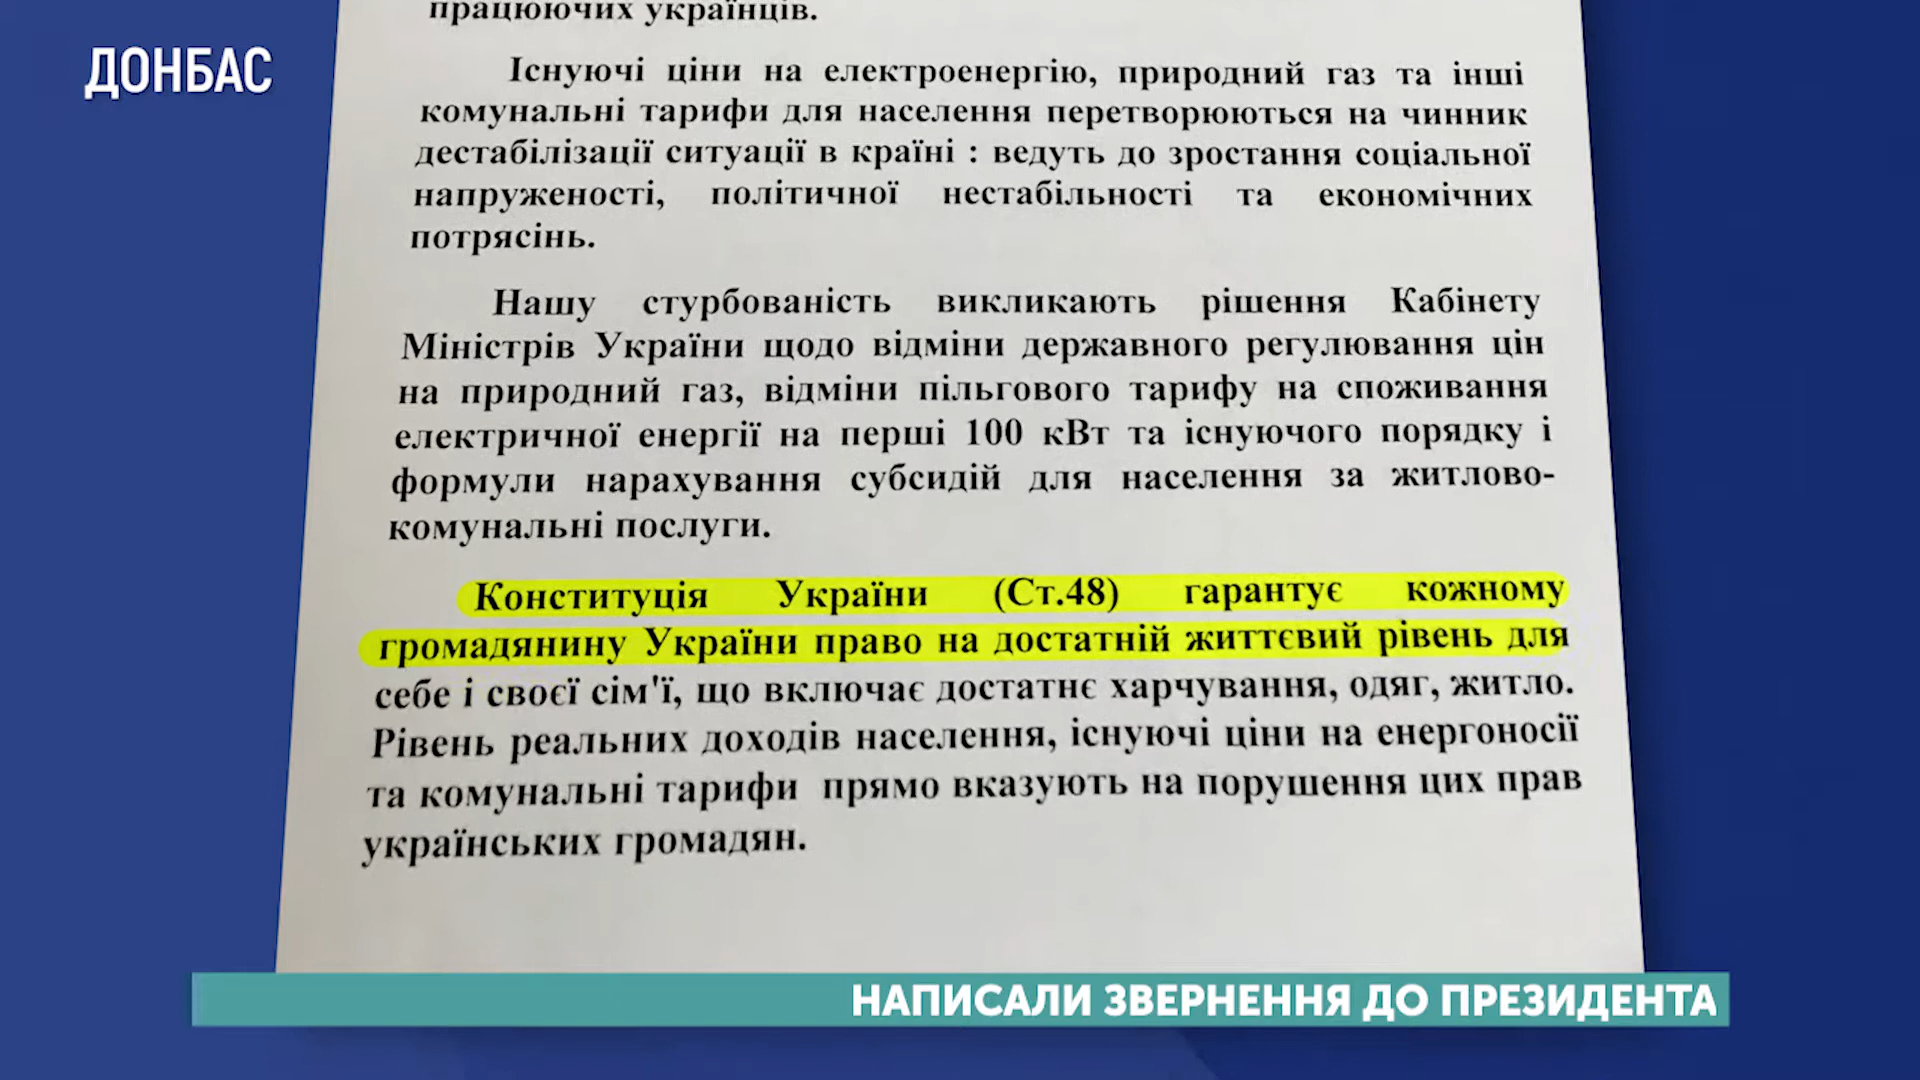 працюючих українців.
ДОНБАС
Існуючі ціни на електроенергію, природний газ та інші
комунальні тарифи для населення перетворюються на чинник
дестабілізації ситуації в країні : ведуть до зростання соціальної
напруженості, політичної нестабільності та економічних
потрясінь.
Нашу стурбованість викликають рішення Кабінету
Міністрів України щодо відміни державного регулювання цін
на природний газ, відміни пільгового тарифу на споживання
електричної енергії на перші 100 кВт та існуючого порядку і
формули нарахування субсидій для населення за житлово-
комунальні послуги.
Конституція України (Ст.48) гарантує кожному
громадянину України право на достатній життєвий рівень для
себе і своєї сім'ї, що включає достатнє харчування, одяг, житло.
Рівень реальних доходів населення, існуючі ціни на енергоносії
та комунальні тарифи прямо вказують на порушення цих прав
українських громадян.
НАПИСАЛИ ЗВЕРНЕННЯ ДО ПРЕЗИДЕНТА